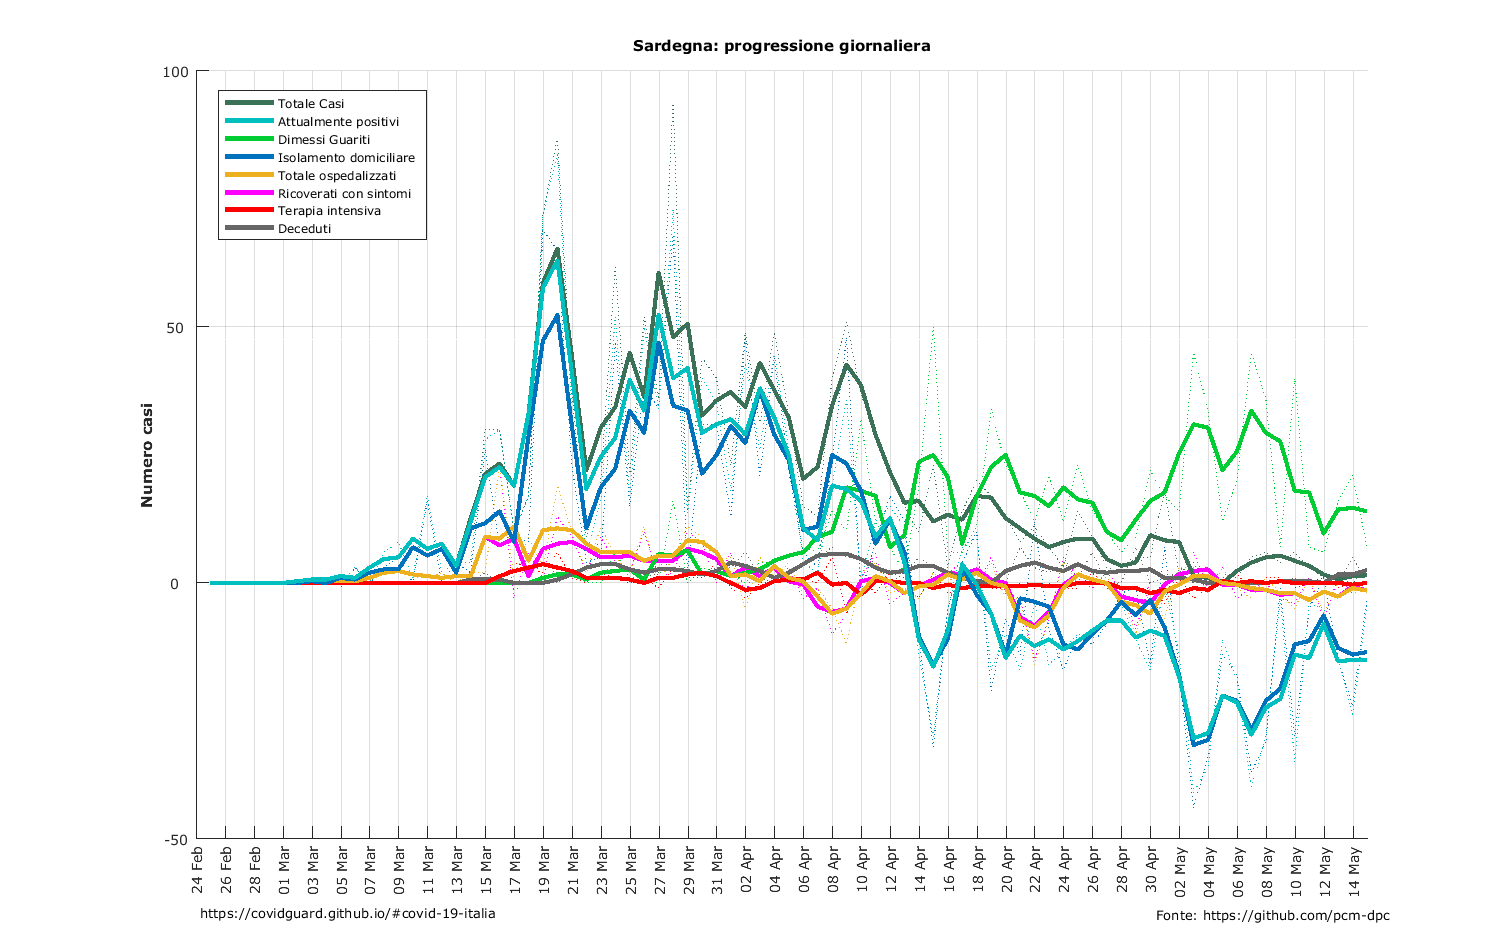 Sardegna: progressione giornaliera
100
50
0
-50
Numero casi
Totale Casi
Attualmente positivi
Dimessi Guariti
Isolamento domiciliare
Totale ospedalizzati
Ricoverati con sintomi
Terapia intensiva
Deceduti
24 Feb
26 Feb
28 Feb
01 Mar
03 Mar
05 Mar
07 Mar
09 Mar
11 Mar
13 Mar
15 Mar
17 Mar
19 Mar
21 Mar
23 Mar
25 Mar
27 Mar
29 Mar
31 Mar
02 Apr
04 Apr
06 Apr
08 Apr
10 Apr
12 Apr
14 Apr
16 Apr
18 Apr
20 Apr
22 Apr
24 Apr
26 Apr
28 Apr
30 Apr
02 May
04 May
06 May
08 May
10 May
12 May
14 May
https://covidguard.github.io/#covid-19-italia
Fonte: https://github.com/pcm-dpc